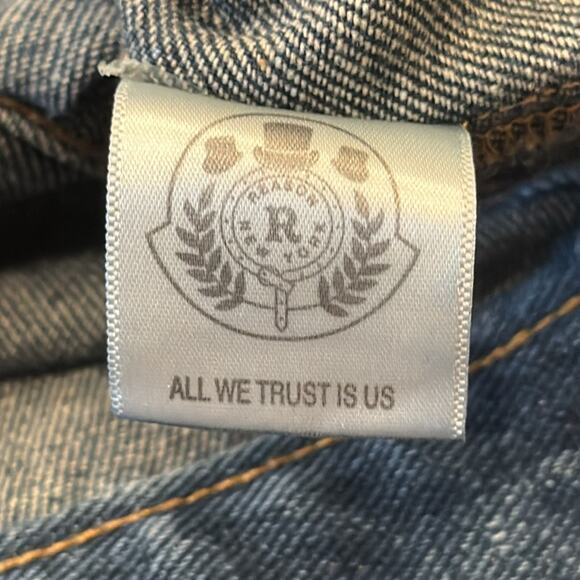 REASON
R
NEW YORK
ALL WE TRUST IS US